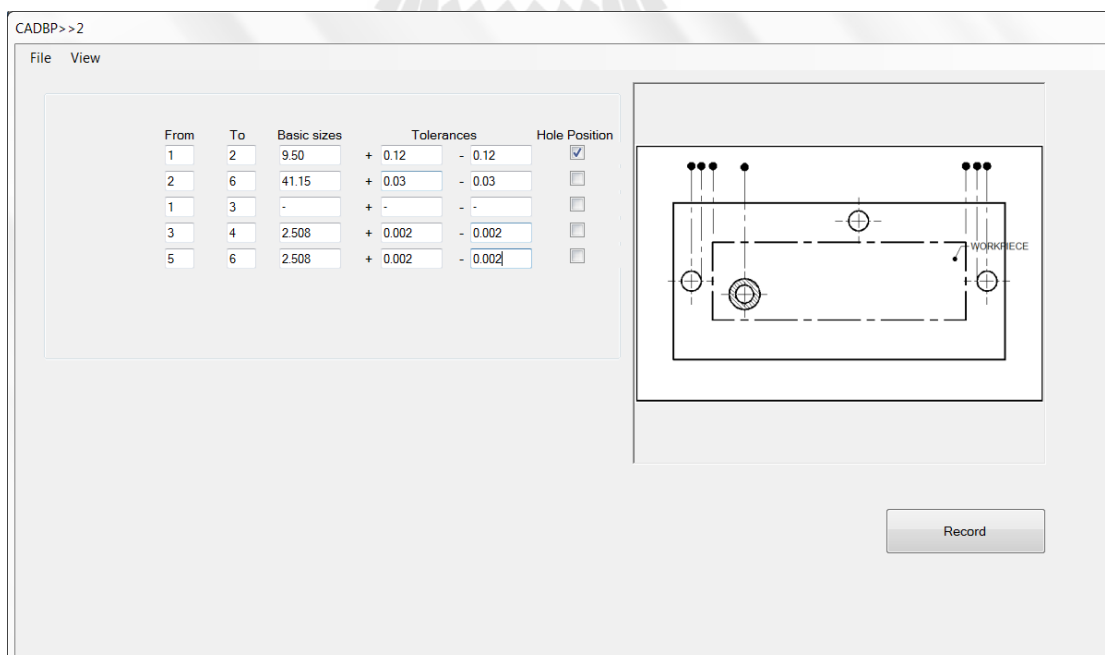 CADBP>>2
File View
From To Basic sizes Tolerances Hole Position
1 2 9.50 + 0.12 - 0.12
2 6 41.15 + 0.03 - 0.03
1 3 - + - - -
3 4 2.508 + 0.002 - 0.002
5 6 2.508 + 0.002 - 0.002
WORKPIECE
Record